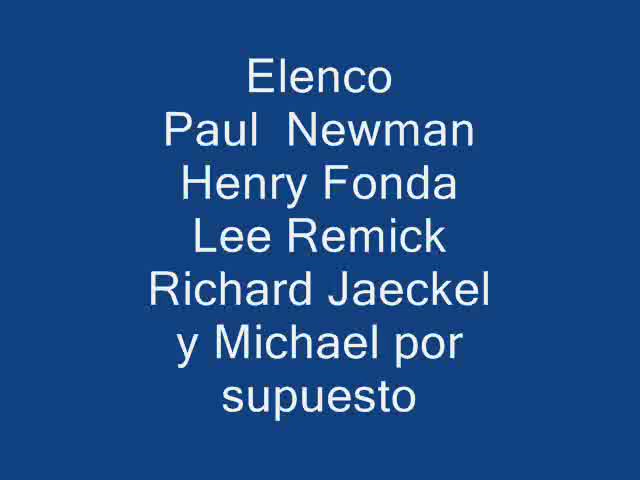 Elenco
Paul  Newman
Henry Fonda
Lee Remick
Richard Jaeckel
y Michael por
supuesto